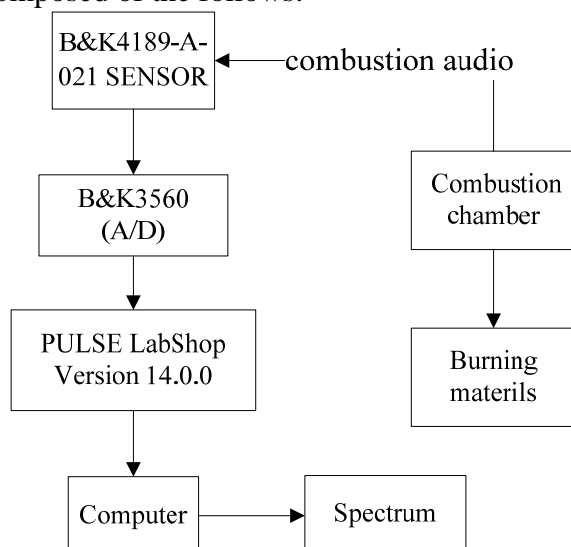 omposed of the follows:
B&K4189-A-
021 SENSOR
combustion audio
B&K3560
(A/D)
Combustion
chamber
PULSE LabShop
Version 14.0.0
Burning
materils
Computer
Spectrum